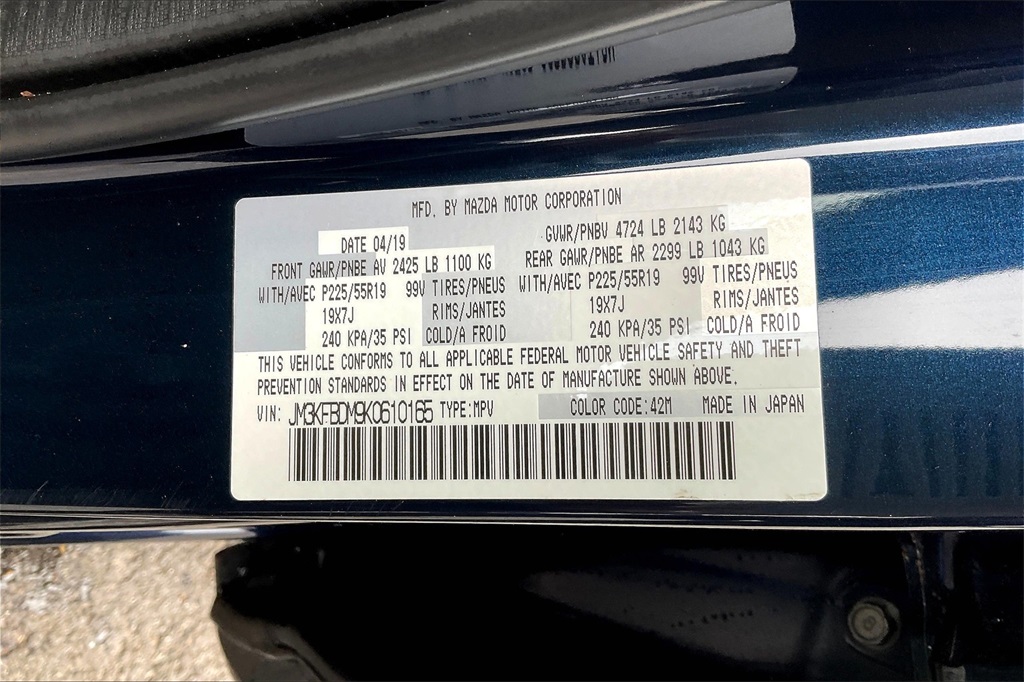 MFD. BY MAZDA MOTOR CORPORATION
DATE 04/19 GVWR/PNBV 4724 LB 2143 KG
FRONT GAWR/PNBE AV 2425 LB 1100 KG REAR GAWR/PNBE AR 2299 LB 1043 KG
WITH/AVEC P225/55R19 99V TIRES/PNEUS WITH/AVEC P225/55R19 99V TIRES/PNEUS
19X7J RIMS/JANTES 19X7J RIMS/JANTES
240 KPA/35 PSI COLD/A FROID 240 KPA/35 PSI COLD/A FROID
THIS VEHICLE CONFORMS TO ALL APPLICABLE FEDERAL MOTOR VEHICLE SAFETY AND THEFT
PREVENTION STANDARDS IN EFFECT ON THE DATE OF MANUFACTURE SHOWN ABOVE.
VIN: JM3KFBDM9K0610165 TYPE:MPV COLOR CODE:42M MADE IN JAPAN